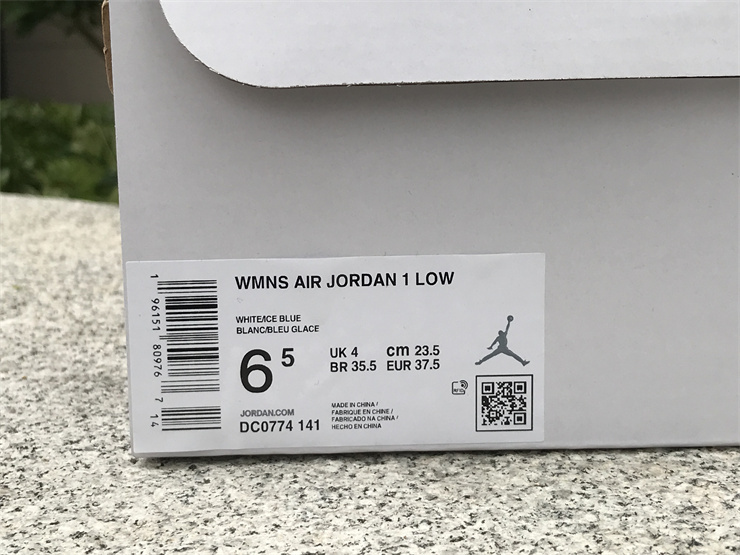 WMNS AIR JORDAN 1 LOW
WHITE/ICE BLUE
BLANC/BLEU GLACE
6 5
UK 4 cm 23.5
BR 35.5 EUR 37.5
JORDAN.COM
DC0774 141
MADE IN CHINA /
FABRIQUE EN CHINE /
FABRICADO NA CHINA /
HECHO EN CHINA
RFID
1 96151 80976 7 14